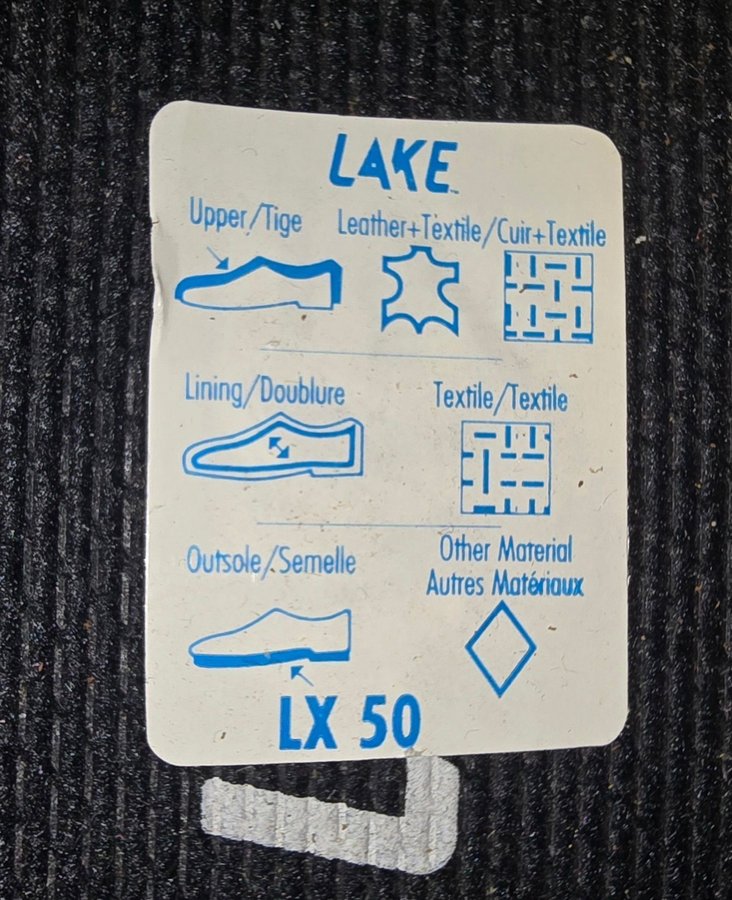 LAKE
Upper/Tige
Leather+Textile/Cuir+Textile
Lining/Doublure
Textile/Textile
Outsole/Semelle
Other Material
Autres Matériaux
LX 50